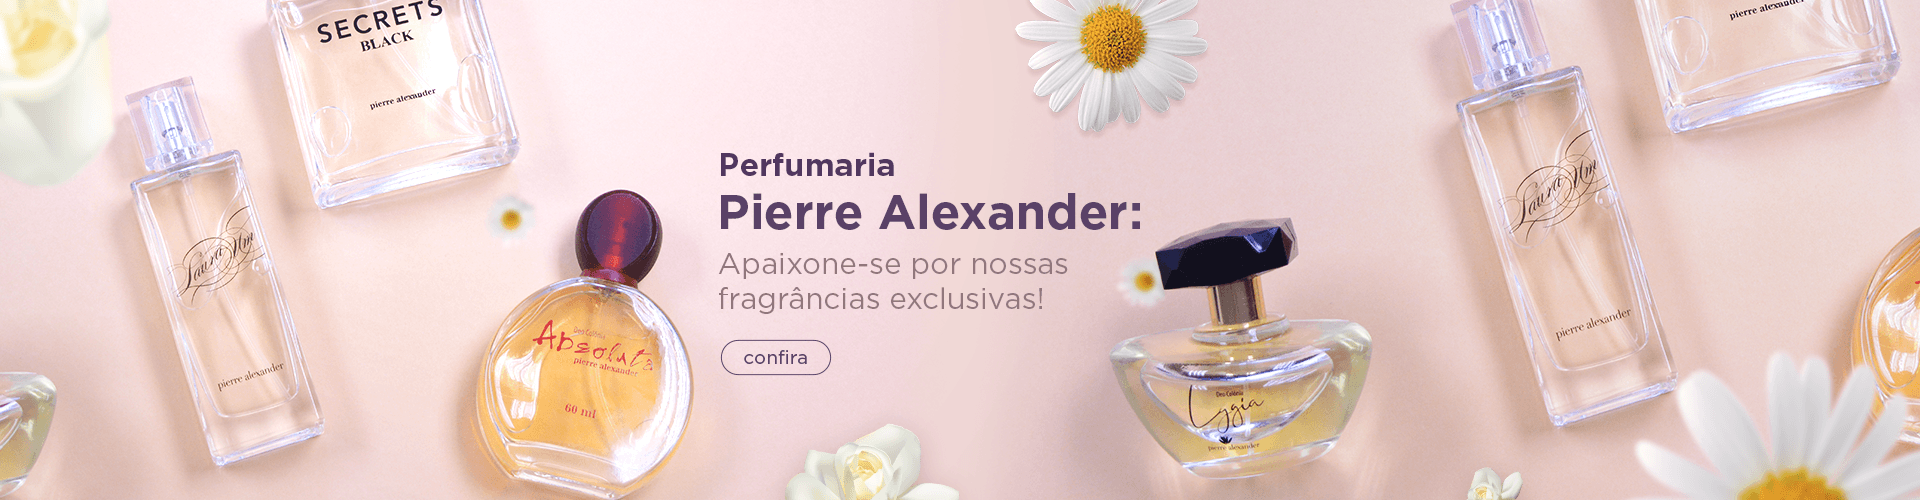 SECRETS
BLACK
pierre alexander
Laura Um
pierre alexander
Deo Colônia
Absoluta
pierre alexander
60 ml
Perfumaria
Pierre Alexander:
Apaixone-se por nossas
fragrâncias exclusivas!
confira
Deo Colônia
Lygia
pierre alexander
Laura Um
pierre alexander
pierre alexander